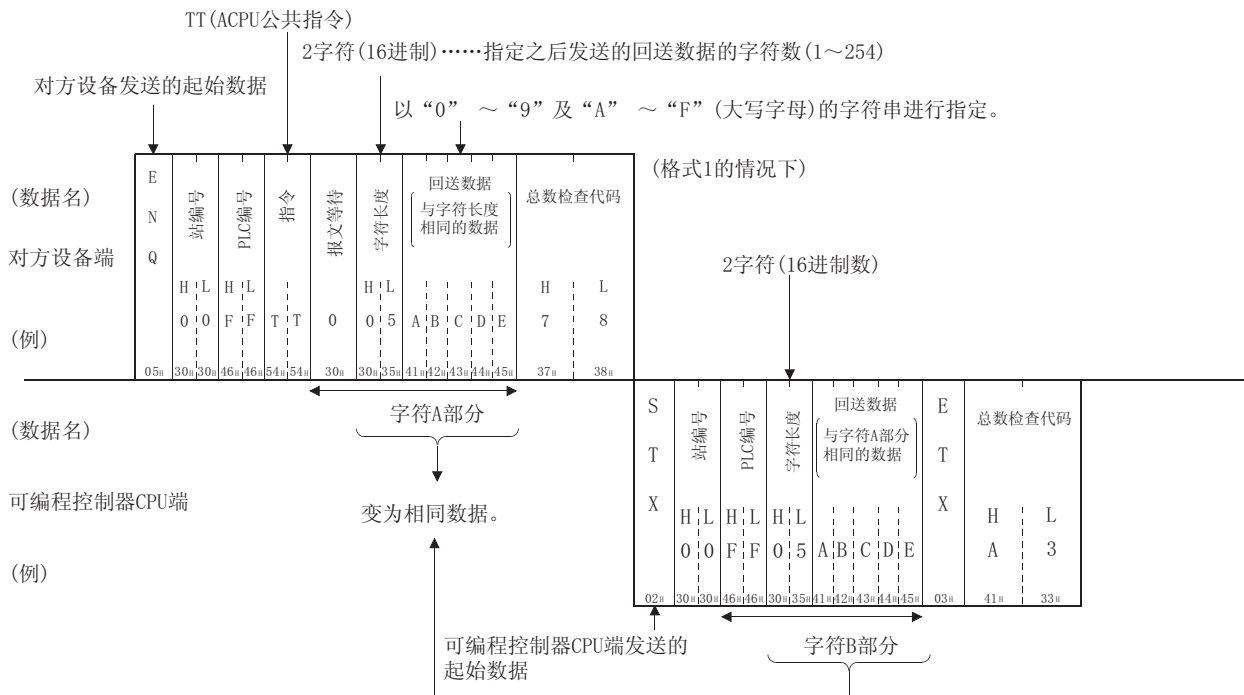 TT(ACPU公共指令)
2字符(16进制)……指定之后发送的回送数据的字符数(1～254)
对方设备发送的起始数据
以“0” ～“9”及“A” ～“F”(大写字母)的字符串进行指定。
(格式1的情况下)
(数据名)
对方设备端
(例)
E
N
Q
站编号
PLC编号
指令
报文等待
字符长度
回送数据
与字符长度
相同的数据
总数检查代码
H L H L H L H L
0 0 F F T T 0 0 5 A B C D E 7 8
05H 30H 30H 46H 46H 54H 54H 30H 30H 35H 41H 42H 43H 44H 45H 37H 38H
2字符(16进制数)
字符A部分
变为相同数据。
(数据名)
可编程控制器CPU端
(例)
S
T
X
站编号
PLC编号
字符长度
回送数据
与字符A部分
相同的数据
E
T
X
总数检查代码
H L H L H L H L
0 0 F F 0 5 A B C D E A 3
02H 30H 30H 46H 46H 30H 35H 41H 42H 43H 44H 45H 03H 41H 33H
可编程控制器CPU端发送的
起始数据
字符B部分